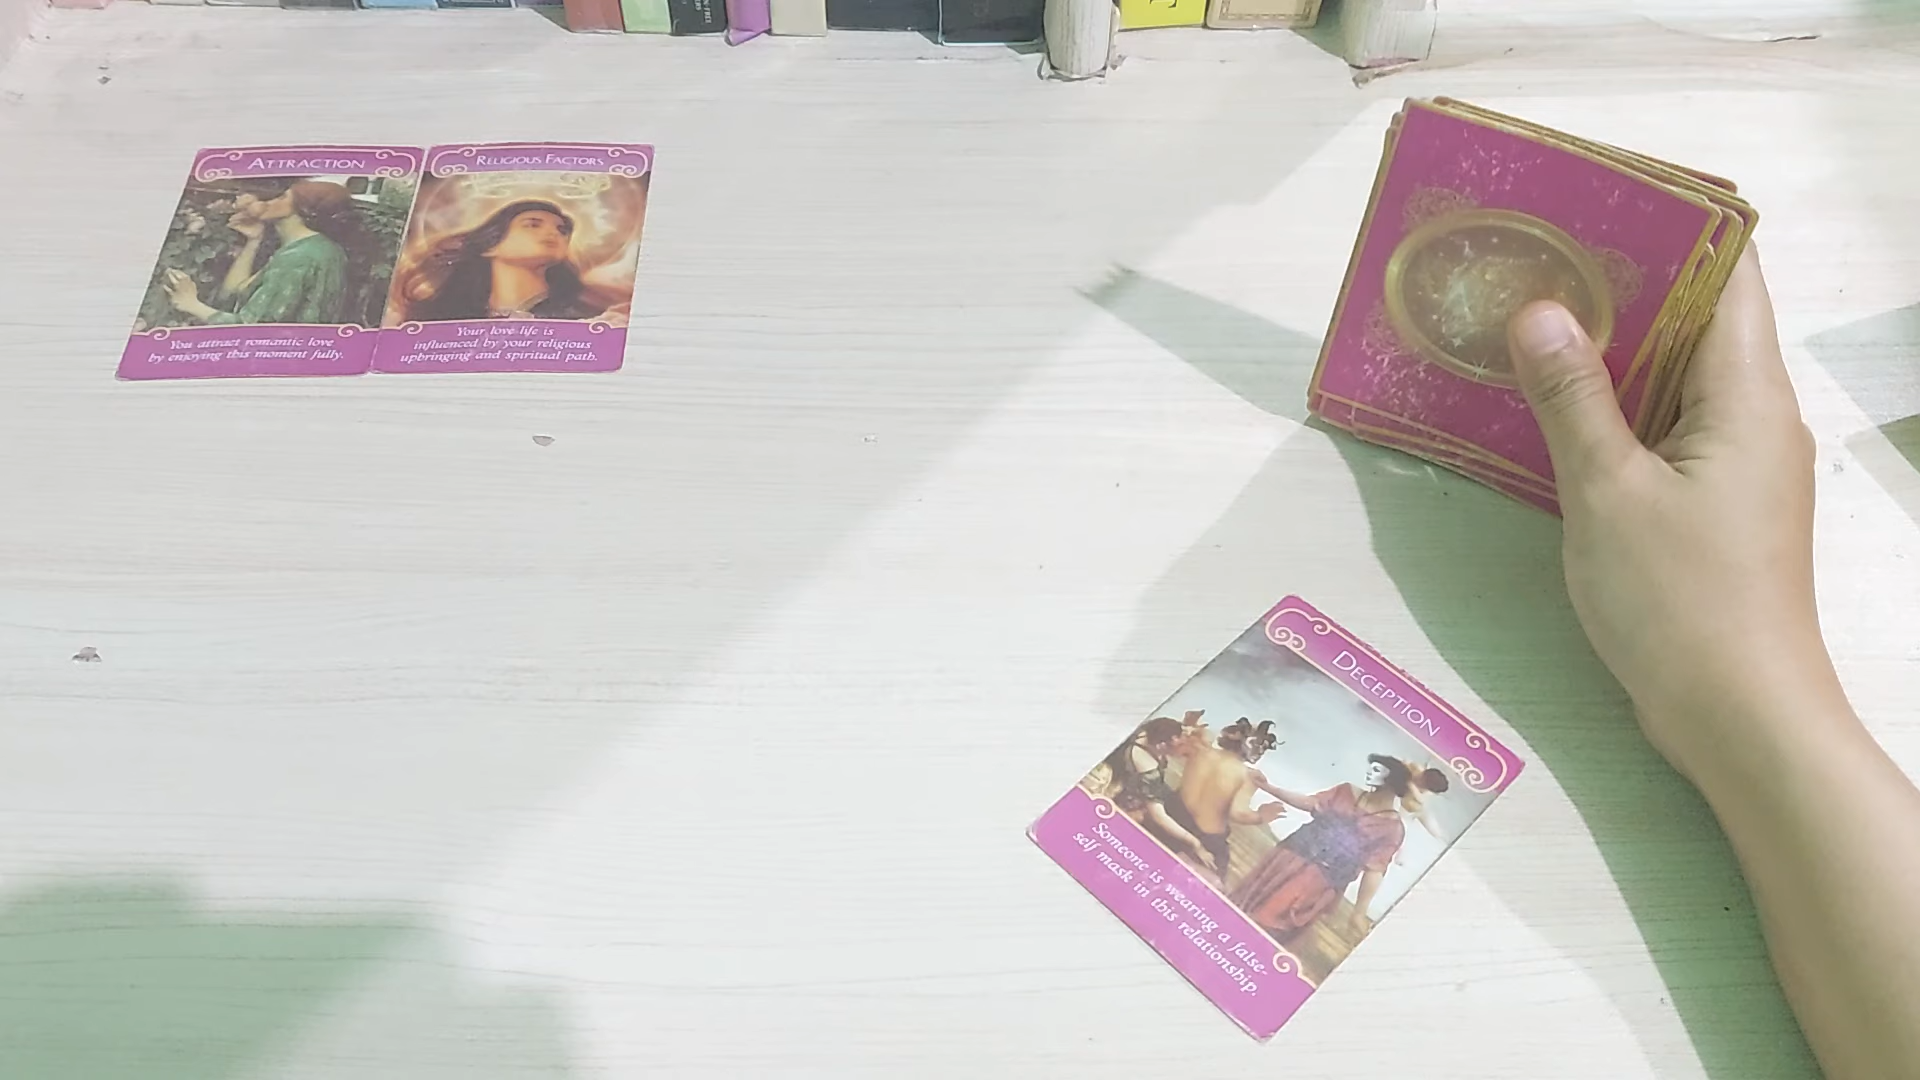 ATTRACTION
You attract romantic love
by enjoying this moment fully.
RELIGIOUS FACTORS
Your love life is
influenced by your religious
upbringing and spiritual path.
DECEPTION
Someone is wearing a false-
self mask in this relationship.